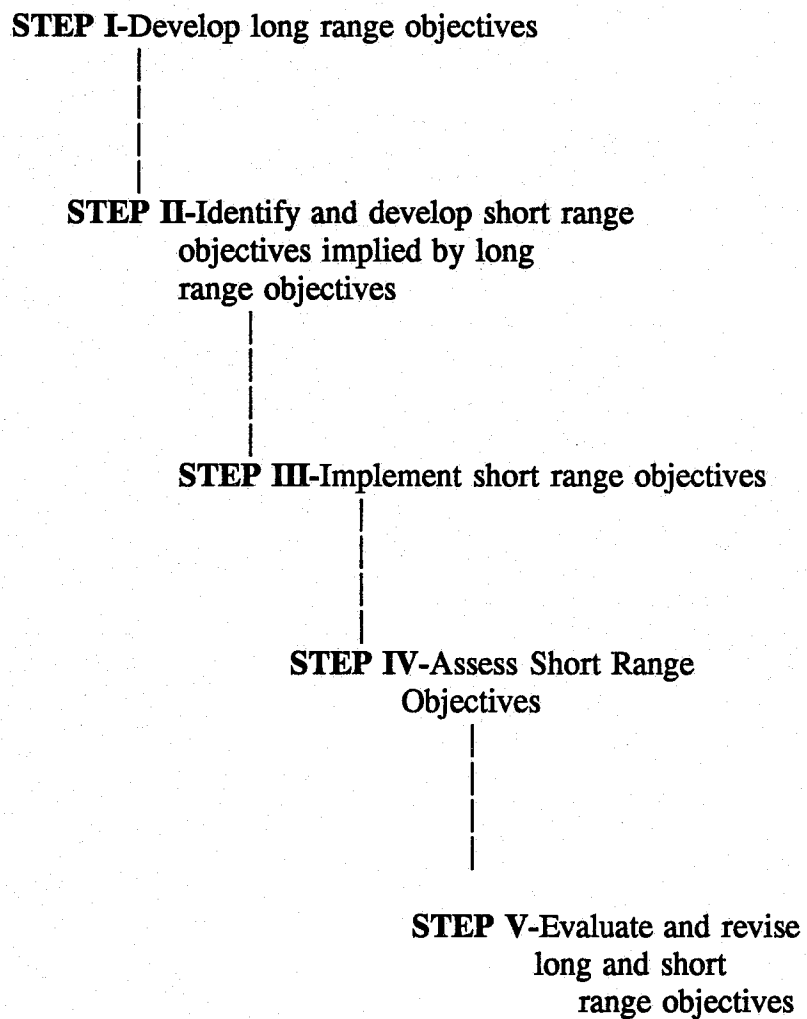 STEP I-Develop long range objectives
STEP II-Identify and develop short range
objectives implied by long
range objectives
STEP III-Implement short range objectives
STEP IV-Assess Short Range
Objectives
STEP V-Evaluate and revise
long and short
range objectives